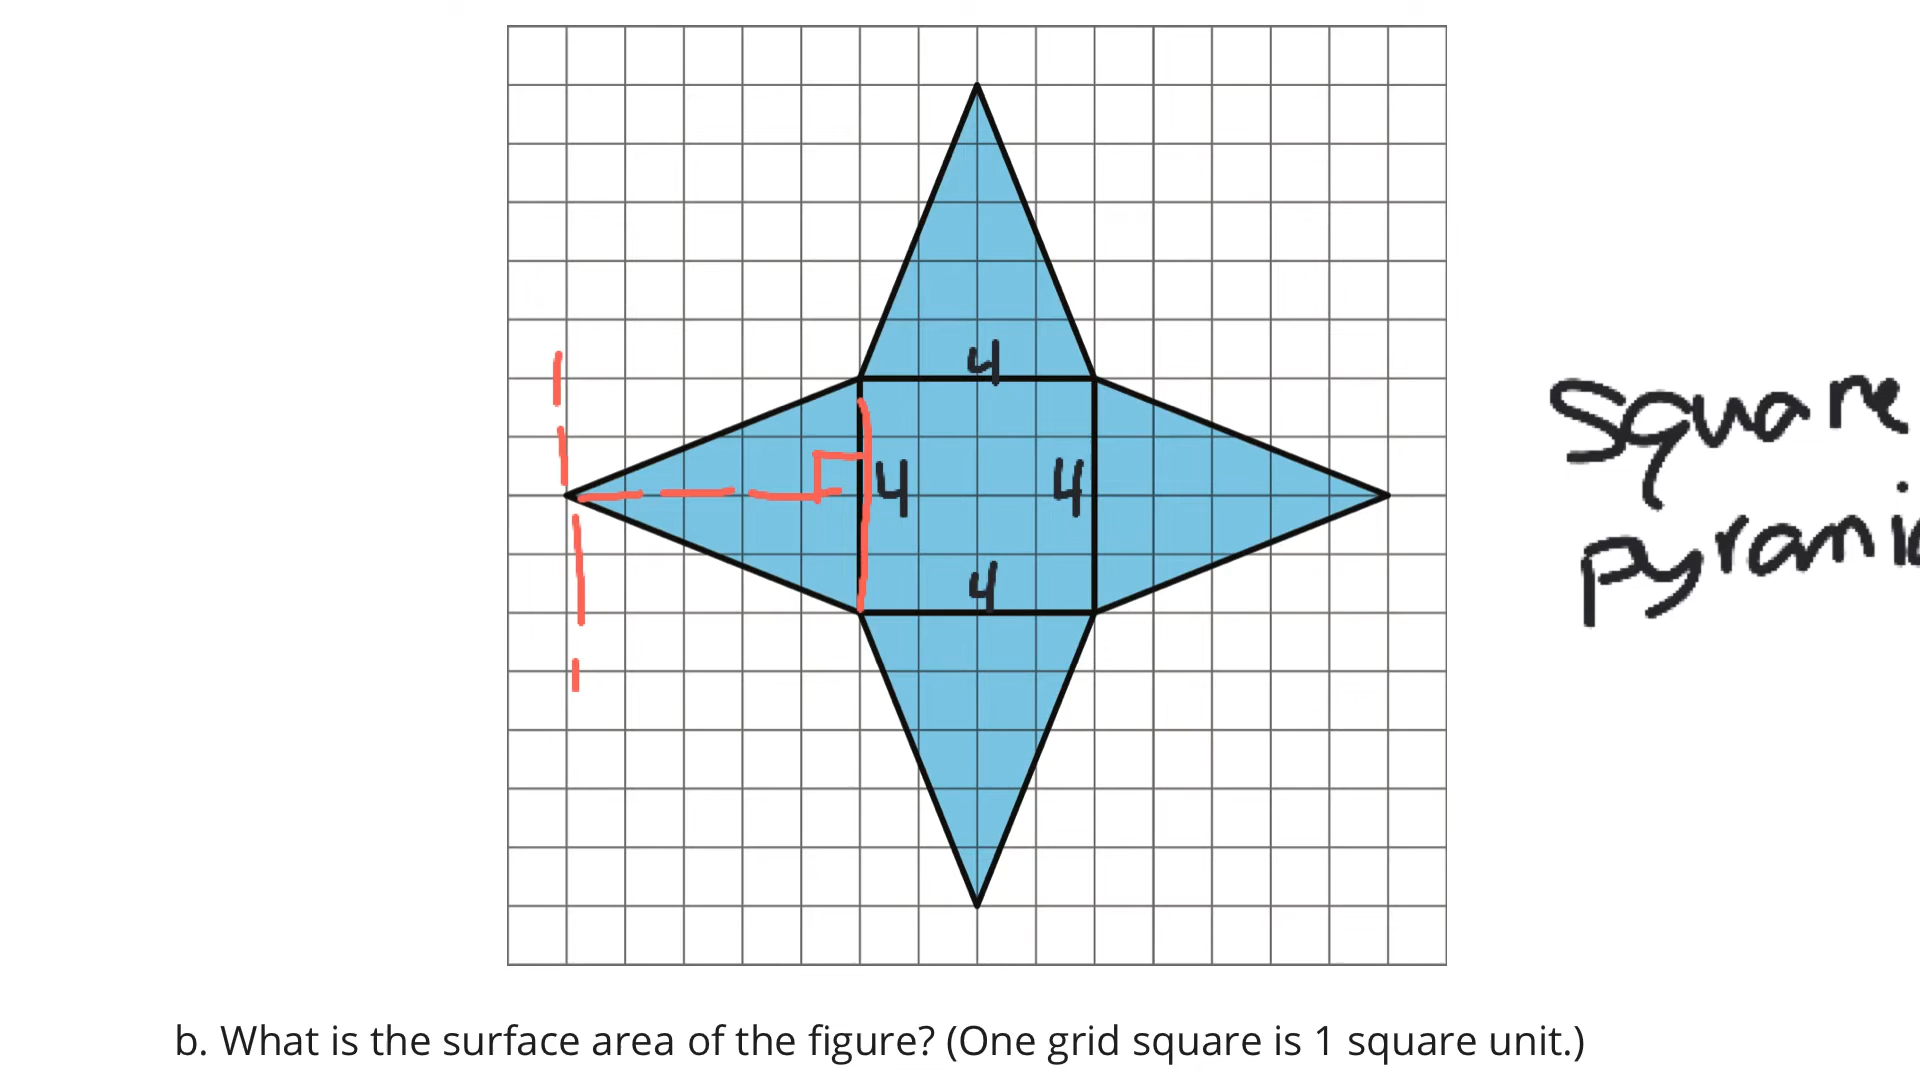 4
Square
4 4
4
b. What is the surface area of the figure? (One grid square is 1 square unit.)